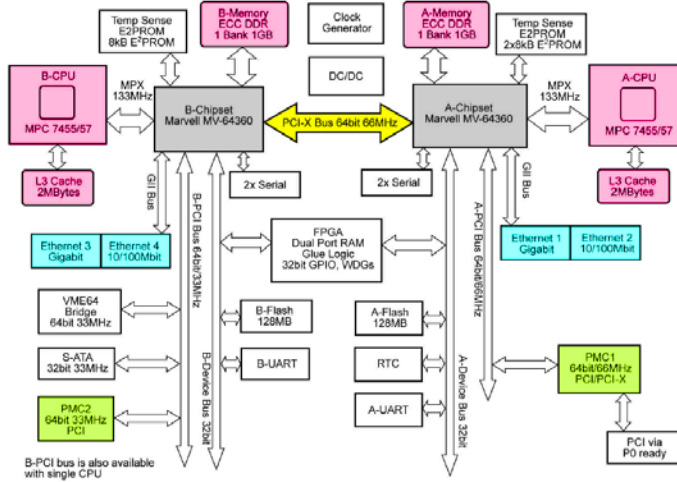 Temp Sense
E2PROM
8kB E²PROM
B-Memory
ECC DDR
1 Bank 1GB
Clock
Generator
A-Memory
ECC DDR
1 Bank 1GB
Temp Sense
E2PROM
2x8kB E²PROM
DC/DC
B-CPU
MPC 7455/57
MPX
133MHz
B-Chipset
Marvell MV-64360
PCI-X Bus 64bit 66MHz
A-Chipset
Marvell MV-64360
MPX
133MHz
A-CPU
MPC 7455/57
L3 Cache
2MBytes
GII Bus
2x Serial
2x Serial
GII Bus
L3 Cache
2MBytes
B-PCI Bus 64bit/33MHz
A-PCI Bus 64bit/66MHz
Ethernet 3
Gigabit
Ethernet 4
10/100Mbit
FPGA
Dual Port RAM
Glue Logic
32bit GPIO, WDGs
Ethernet 1
Gigabit
Ethernet 2
10/100Mbit
VME64
Bridge
64bit 33MHz
B-Flash
128MB
A-Flash
128MB
S-ATA
32bit 33MHz
B-UART
RTC
PMC1
64bit/66MHz
PCI/PCI-X
B-Device Bus 32bit
A-Device Bus 32bit
PMC2
64bit 33MHz
PCI
A-UART
PCI via
P0 ready
B-PCI bus is also available
with single CPU